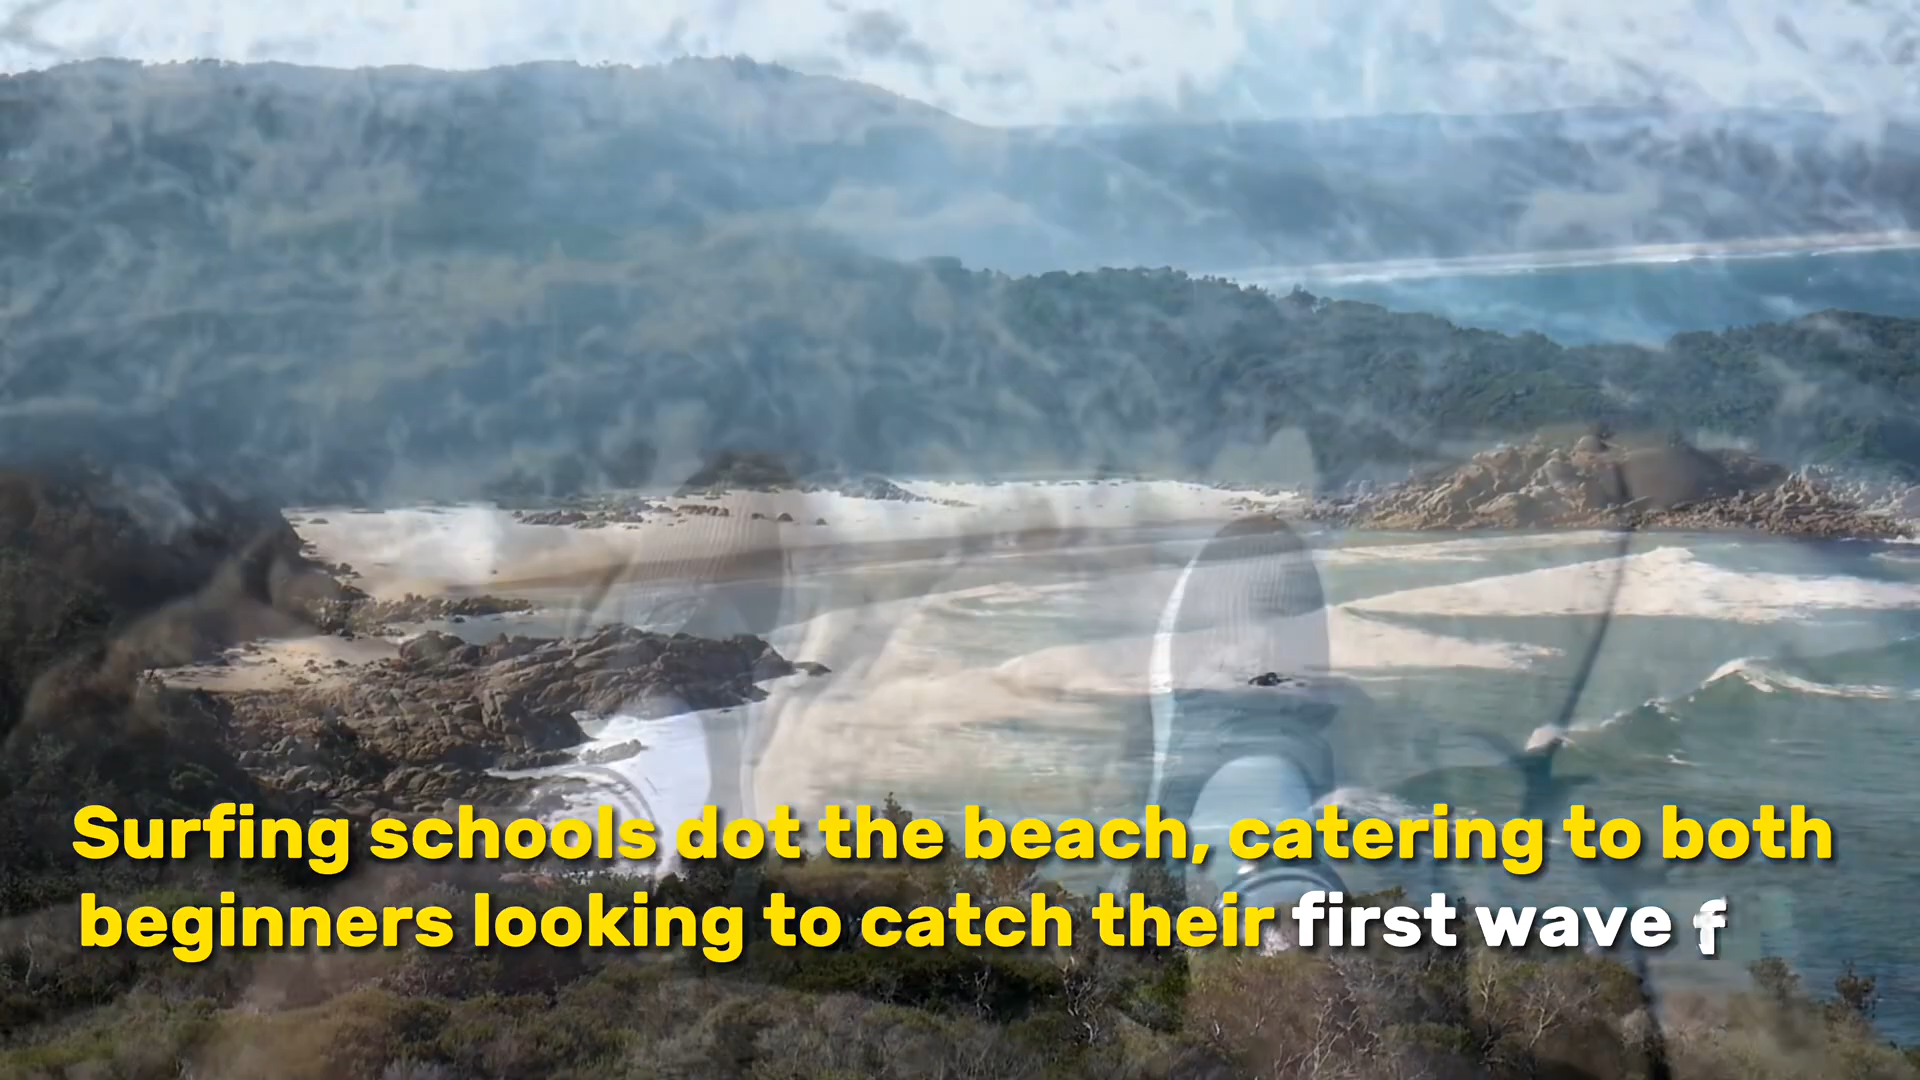 Surfing schools dot the beach, catering to both
beginners looking to catch their first wave f